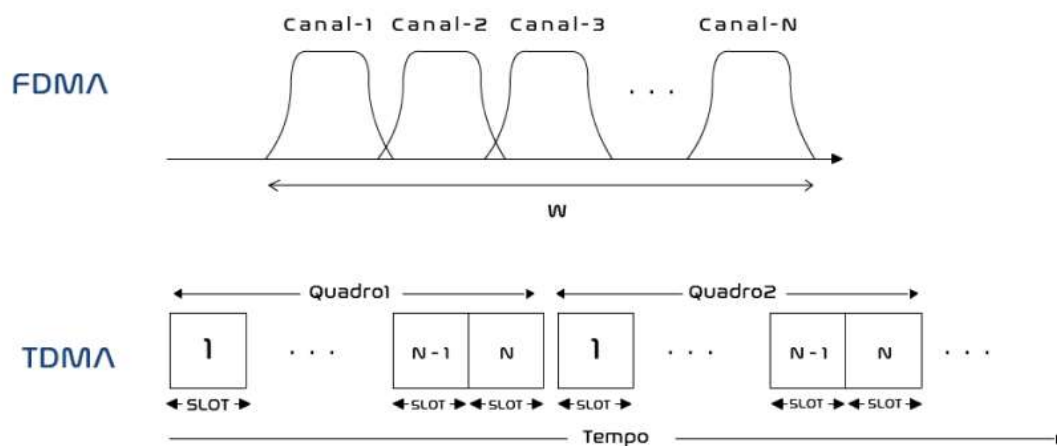 Canal-1 Canal-2 Canal-3 Canal-N
FDMA
. . .
W
Quadro1 Quadro2
TDMA
1 . . . N-1 N 1 . . . N-1 N . . .
SLOT SLOT SLOT SLOT SLOT SLOT
Tempo